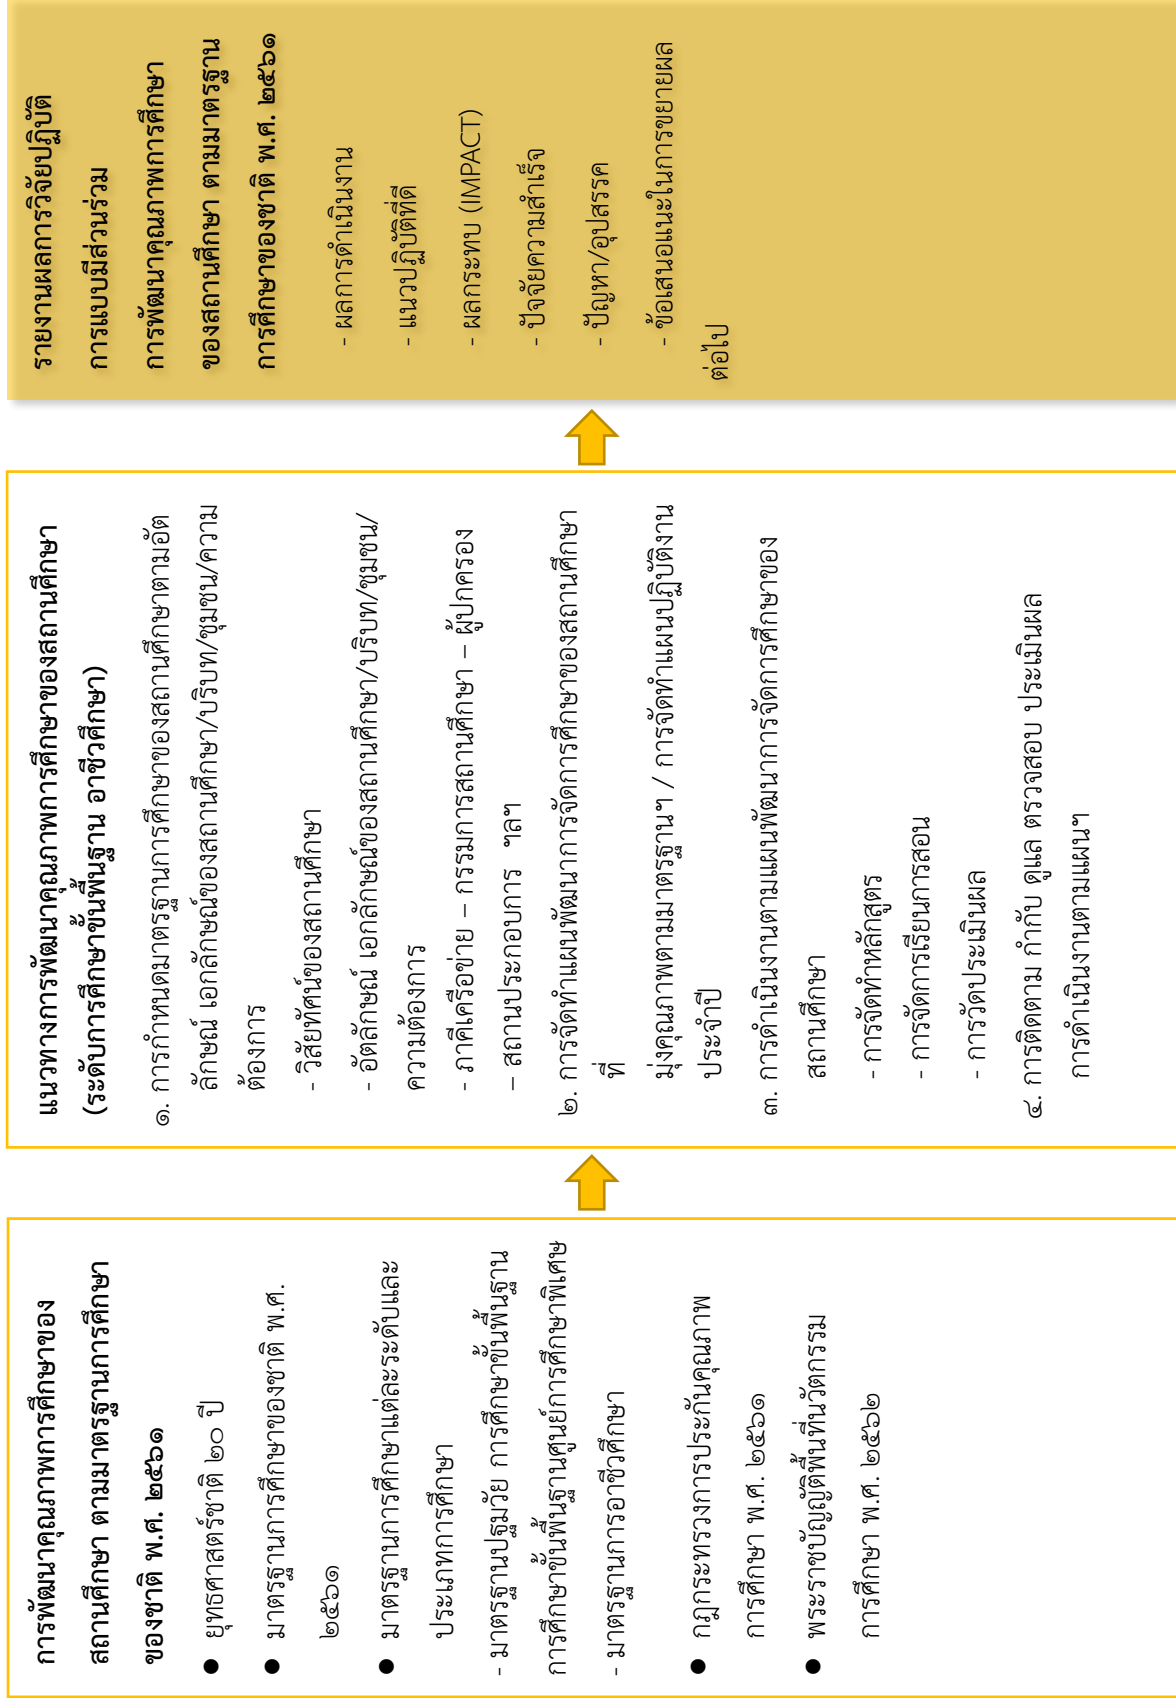 การพัฒนาคุณภาพการศึกษาของ
สถานศึกษา ตามมาตรฐานการศึกษา
ของชาติ พ.ศ. ๒๕๖๑
● ยุทธศาสตร์ชาติ ๒๐ ปี
● มาตรฐานการศึกษาของชาติ พ.ศ.
๒๕๖๑
● มาตรฐานการศึกษาแต่ละระดับและ
ประเภทการศึกษา
- มาตรฐานปฐมวัย การศึกษาขั้นพื้นฐาน
การศึกษาขั้นพื้นฐานศูนย์การศึกษาพิเศษ
- มาตรฐานการอาชีวศึกษา
● กฎกระทรวงการประกันคุณภาพ
การศึกษา พ.ศ. ๒๕๖๑
● พระราชบัญญัติพื้นที่นวัตกรรม
การศึกษา พ.ศ. ๒๕๖๒
แนวทางการพัฒนาคุณภาพการศึกษาของสถานศึกษา
(ระดับการศึกษาขั้นพื้นฐาน อาชีวศึกษา)
๑. การกำหนดมาตรฐานการศึกษาของสถานศึกษาตามอัต
ลักษณ์ เอกลักษณ์ของสถานศึกษา/บริบท/ชุมชน/ความ
ต้องการ
- วิสัยทัศน์ของสถานศึกษา
- อัตลักษณ์ เอกลักษณ์ของสถานศึกษา/บริบท/ชุมชน/
ความต้องการ
- ภาคีเครือข่าย – กรรมการสถานศึกษา – ผู้ปกครอง
– สถานประกอบการ ฯลฯ
๒. การจัดทำแผนพัฒนาการจัดการศึกษาของสถานศึกษา
ที่
มุ่งคุณภาพตามมาตรฐานฯ / การจัดทำแผนปฏิบัติงาน
ประจำปี
๓. การดำเนินงานตามแผนพัฒนาการจัดการศึกษาของ
สถานศึกษา
- การจัดทำหลักสูตร
- การจัดการเรียนการสอน
- การวัดประเมินผล
๔. การติดตาม กำกับ ดูแล ตรวจสอบ ประเมินผล
การดำเนินงานตามแผนฯ
รายงานผลการวิจัยปฏิบัติ
การแบบมีส่วนร่วม
การพัฒนาคุณภาพการศึกษา
ของสถานศึกษา ตามมาตรฐาน
การศึกษาของชาติ พ.ศ. ๒๕๖๑
- ผลการดำเนินงาน
- แนวปฏิบัติที่ดี
- ผลกระทบ (IMPACT)
- ปัจจัยความสำเร็จ
- ปัญหา/อุปสรรค
- ข้อเสนอแนะในการขยายผล
ต่อไป